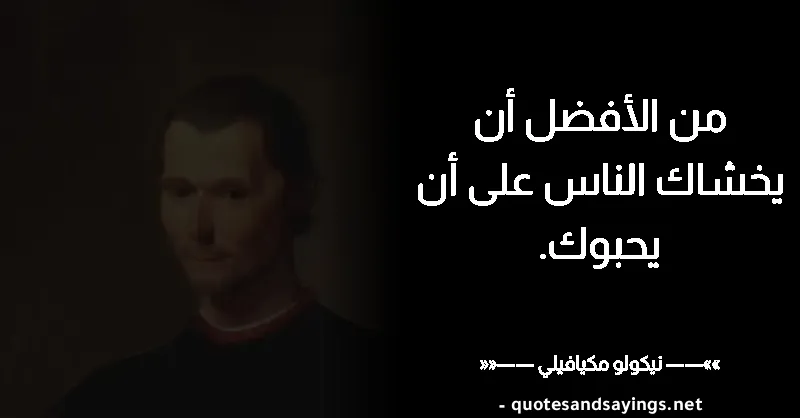 من الأفضل أن
يخشاك الناس على أن
يحبوك.
»»—— نيكولو مكيافيلي ——««
- quotesandsayings.net